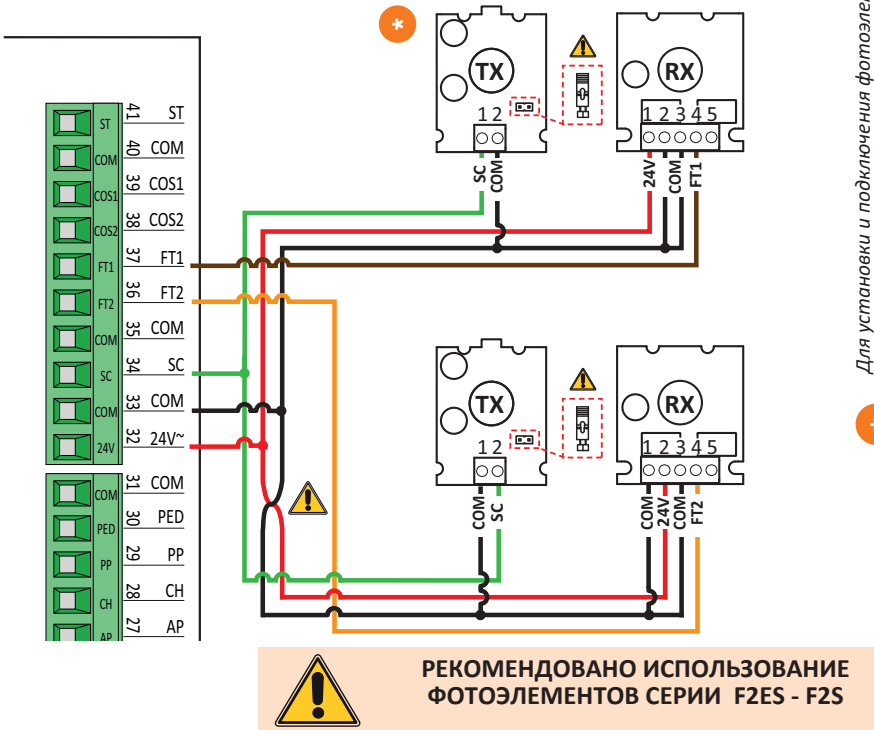 ST 41 ST
COM 40 COM
COS1 39 COS1
COS2 38 COS2
FT1 37 FT1
FT2 36 FT2
COM 35 COM
SC 34 SC
COM 33 COM
24V 32 24V~
COM 31 COM
PED 30 PED
PP 29 PP
CH 28 CH
AP 27 AP
*
TX
1 2
SC
COM
RX
1 2 3 4 5
24V
COM
FT1
TX
1 2
COM
SC
RX
1 2 3 4 5
COM
24V
COM
FT2
Для установки и подключения
РЕКОМЕНДОВАНО ИСПОЛЬЗОВАНИЕ
ФОТОЭЛЕМЕНТОВ СЕРИИ F2ES - F2S